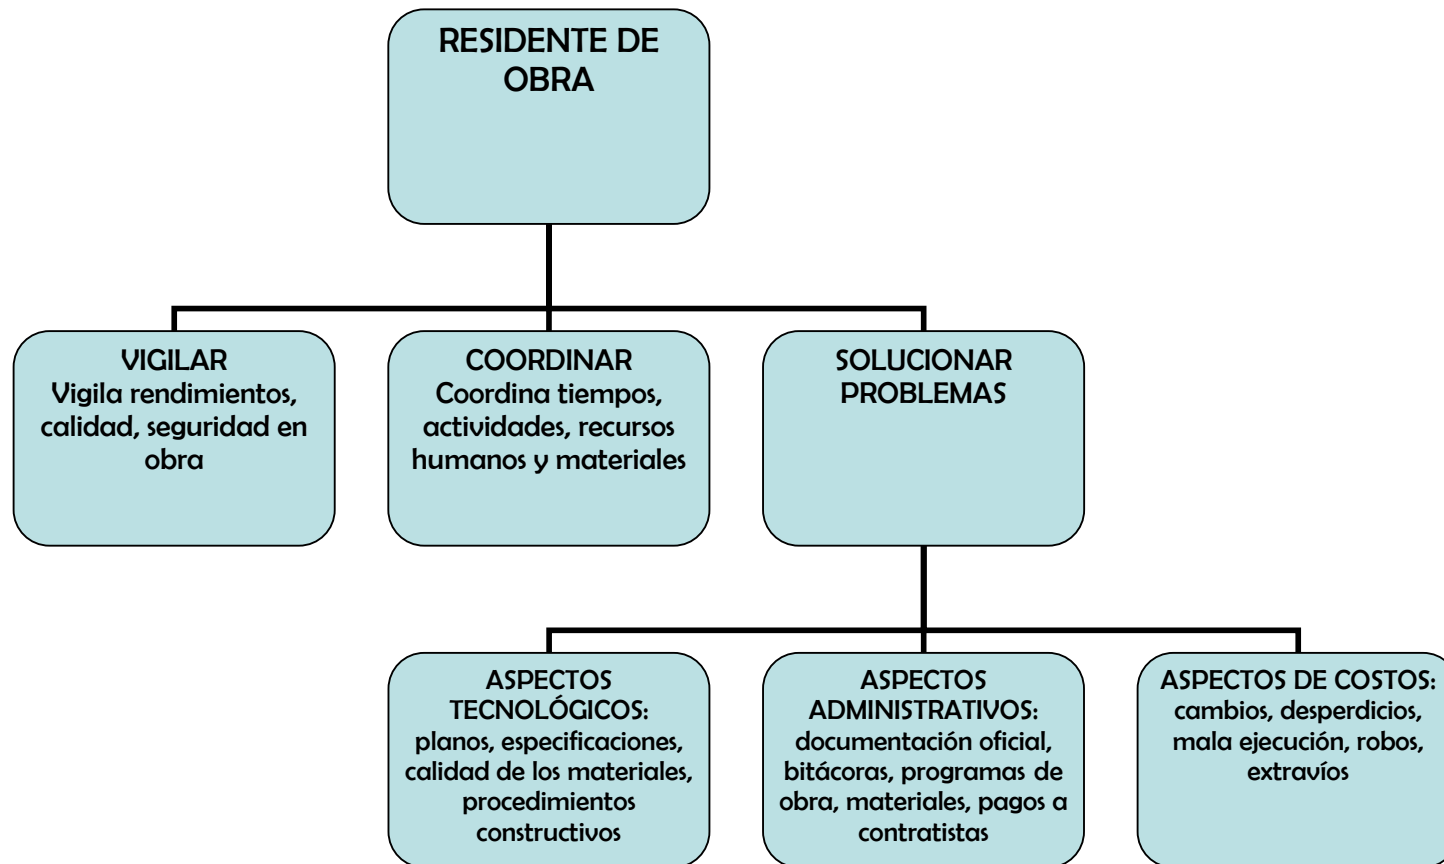 RESIDENTE DE
OBRA
VIGILAR
Vigila rendimientos,
calidad, seguridad en
obra
COORDINAR
Coordina tiempos,
actividades, recursos
humanos y materiales
SOLUCIONAR
PROBLEMAS
ASPECTOS
TECNOLÓGICOS:
planos, especificaciones,
calidad de los materiales,
procedimientos
constructivos
ASPECTOS
ADMINISTRATIVOS:
documentación oficial,
bitácoras, programas de
obra, materiales, pagos a
contratistas
ASPECTOS DE COSTOS:
cambios, desperdicios,
mala ejecución, robos,
extravíos